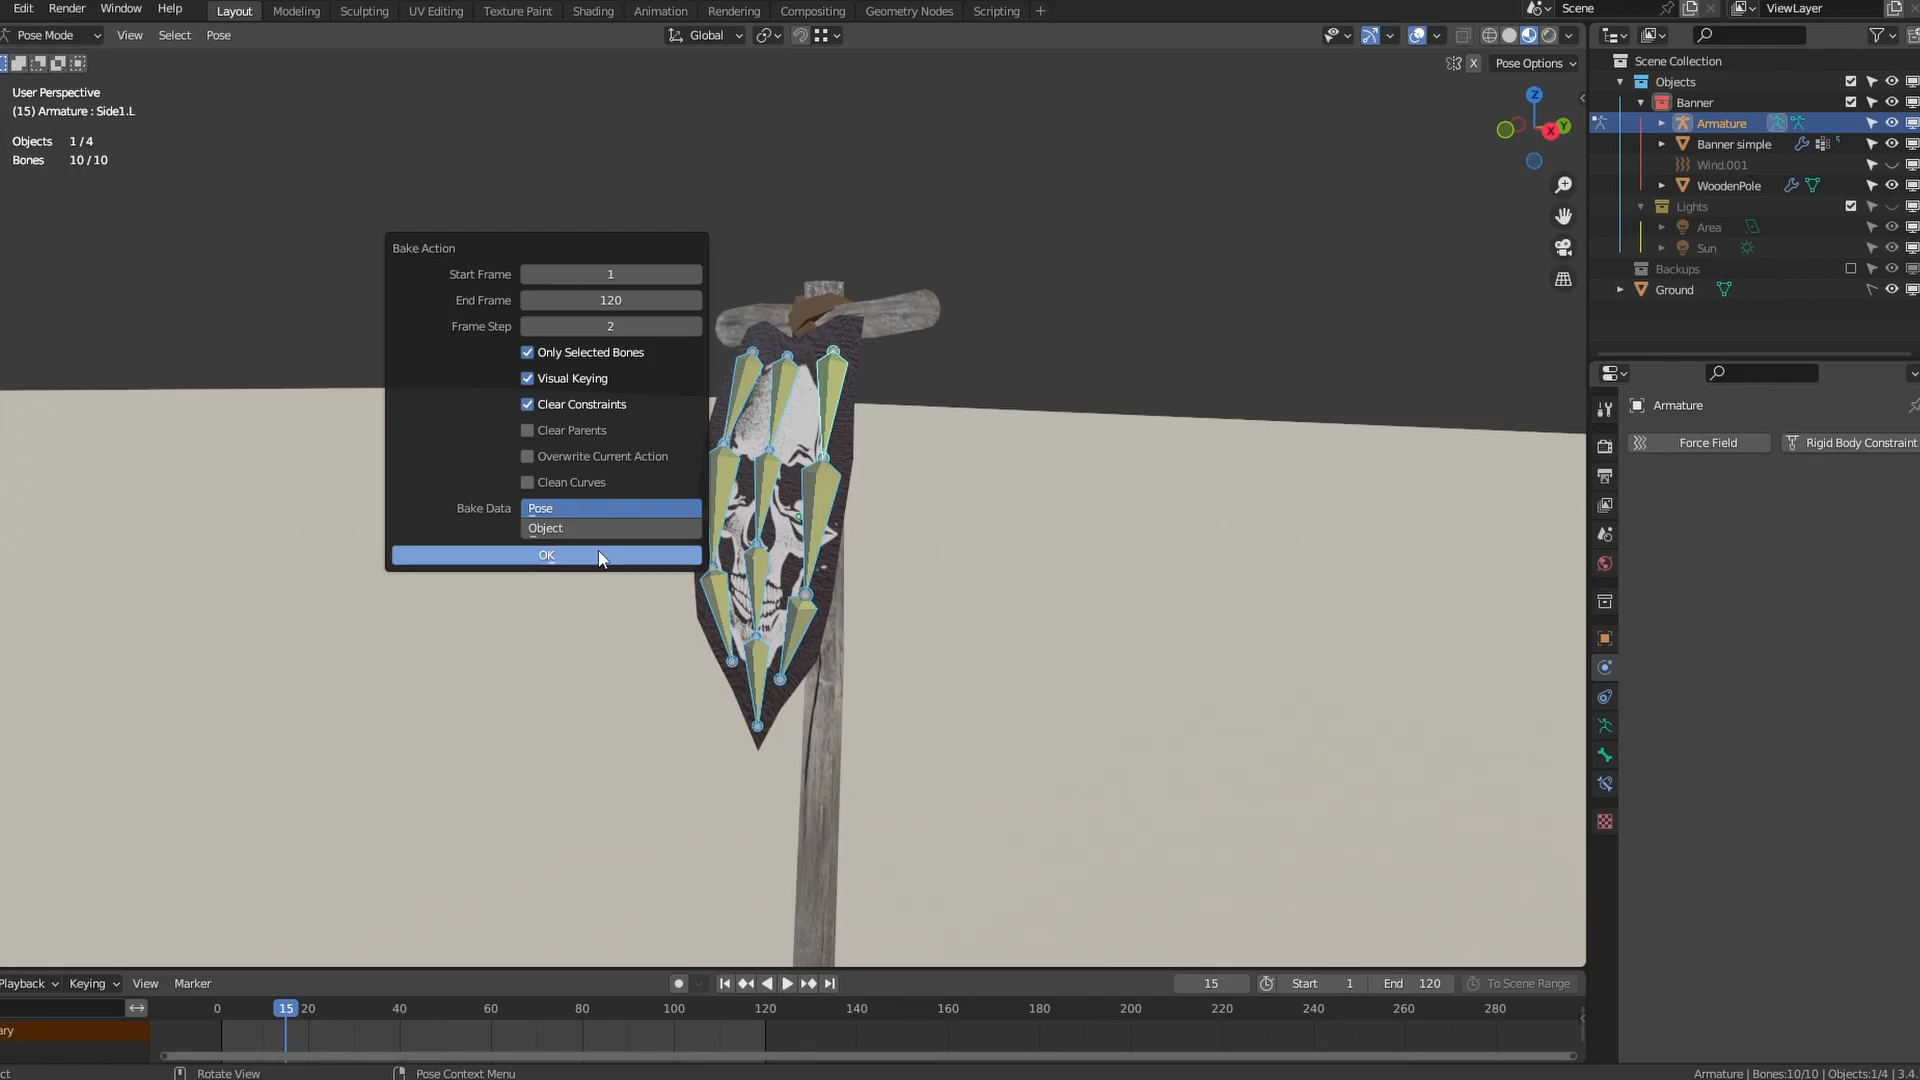 Edit Render Window Help Layout Modeling Sculpting UV Editing Texture Paint Shading Animation Rendering Compositing Geometry Nodes Scripting + Scene ViewLayer
Pose Mode View Select Pose Global
X Pose Options
Scene Collection
User Perspective
Objects
(15) Armature : Side1.L
Banner
Armature
Objects 1 / 4
Bones 10 / 10
Z
Y
X
Banner simple
Wind.001
WoodenPole
Lights
Area
Sun
Backups
Ground
Bake Action
Start Frame 1
End Frame 120
Frame Step 2
Only Selected Bones
Visual Keying
Clear Constraints
Clear Parents
Overwrite Current Action
Clean Curves
Bake Data Pose
Object
OK
Armature
Force Field Rigid Body Constraint
Playback Keying View Marker 15 Start 1 End 120 To Scene Range
0 15 20 40 60 80 100 120 140 160 180 200 220 240 260 280
ary
ct Rotate View Pose Context Menu Armature | Bones:10/10 | Objects:1/4 | 3.4.